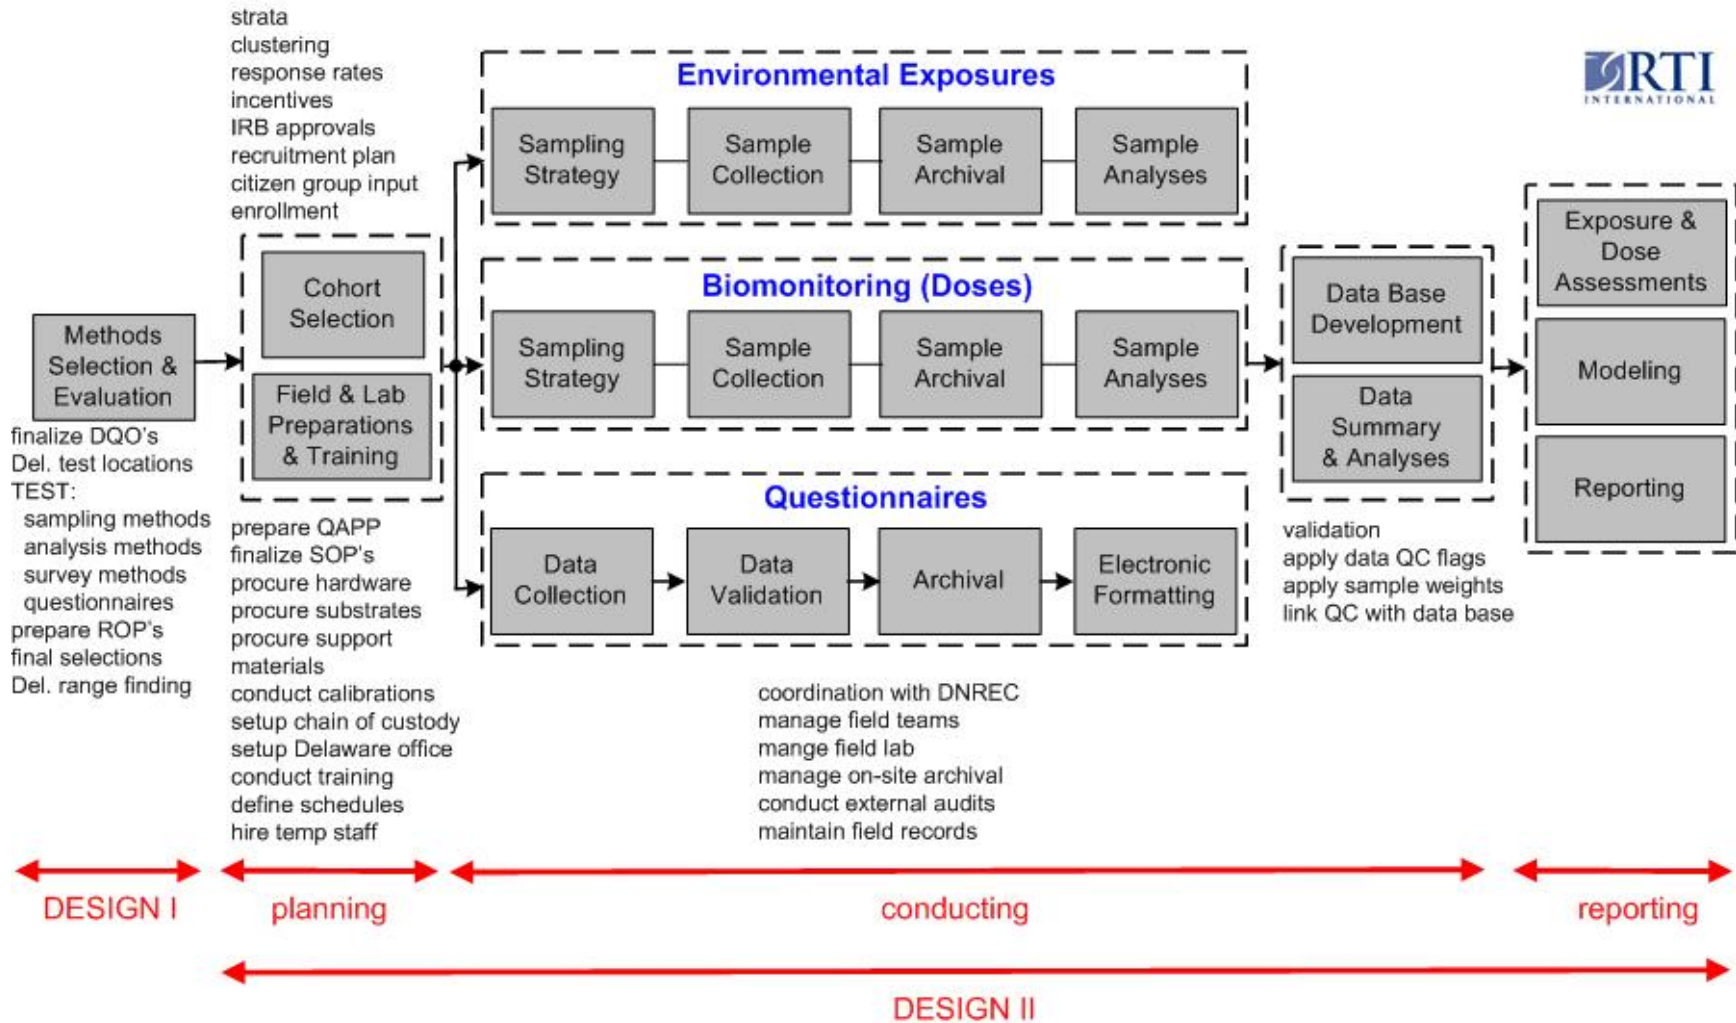 strata
clustering
response rates
incentives
IRB approvals
recruitment plan
citizen group input
enrollment
RTI
INTERNATIONAL
Methods
Selection &
Evaluation
finalize DQO's
Del. test locations
TEST:
sampling methods
analysis methods
survey methods
questionnaires
prepare ROP's
final selections
Del. range finding
Cohort
Selection
Field & Lab
Preparations
& Training
prepare QAPP
finalize SOP's
procure hardware
procure substrates
procure support
materials
conduct calibrations
setup chain of custody
setup Delaware office
conduct training
define schedules
hire temp staff
Environmental Exposures
Sampling
Strategy
Sample
Collection
Sample
Archival
Sample
Analyses
Biomonitoring (Doses)
Sampling
Strategy
Sample
Collection
Sample
Archival
Sample
Analyses
Questionnaires
Data
Collection
Data
Validation
Archival
Electronic
Formatting
coordination with DNREC
manage field teams
mange field lab
manage on-site archival
conduct external audits
maintain field records
Data Base
Development
Data
Summary
& Analyses
validation
apply data QC flags
apply sample weights
link QC with data base
Exposure &
Dose
Assessments
Modeling
Reporting
DESIGN I
planning
conducting
reporting
DESIGN II